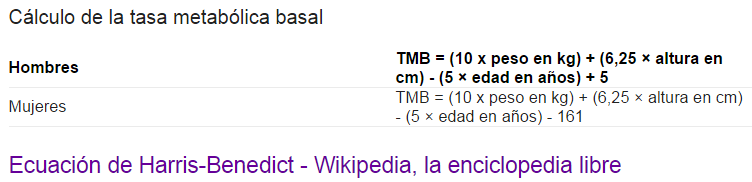 Cálculo de la tasa metabólica basal
Hombres
TMB = (10 x peso en kg) + (6,25 × altura en
cm) - (5 × edad en años) + 5
Mujeres
TMB = (10 x peso en kg) + (6,25 × altura en cm)
- (5 × edad en años) - 161
Ecuación de Harris-Benedict - Wikipedia, la enciclopedia libre